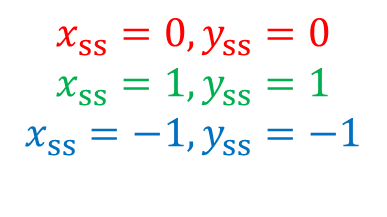 x_ss = 0, y_ss = 0
x_ss = 1, y_ss = 1
x_ss = −1, y_ss = −1